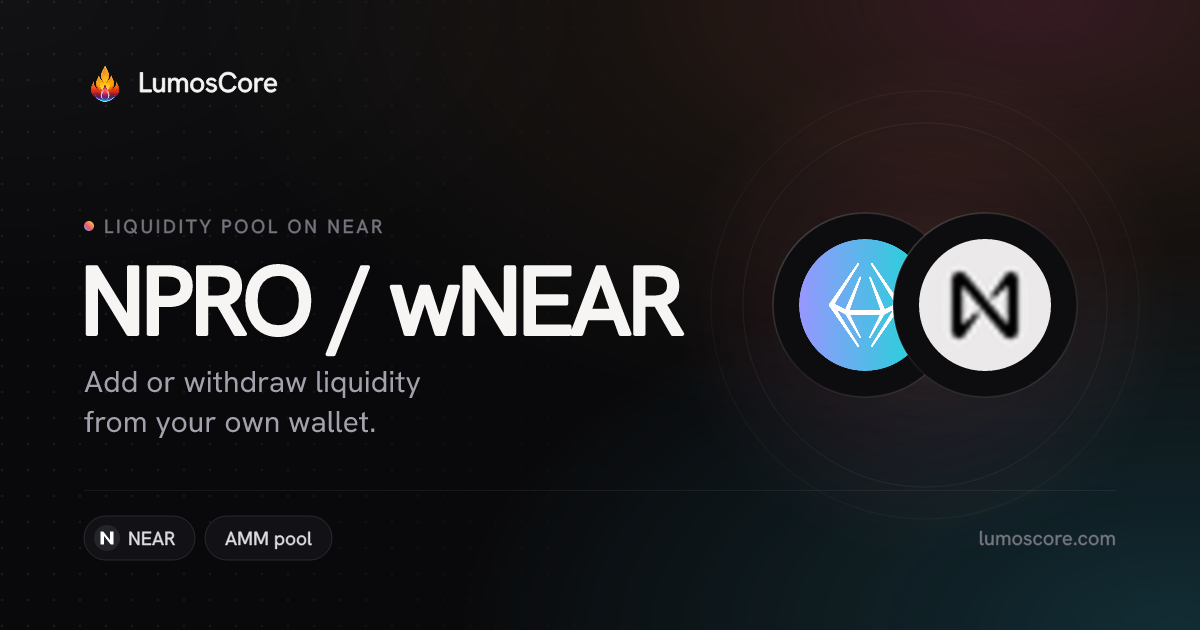 LumosCore
LIQUIDITY POOL ON NEAR
NPRO / wNEAR
Add or withdraw liquidity
from your own wallet.
NEAR
AMM pool
lumoscore.com